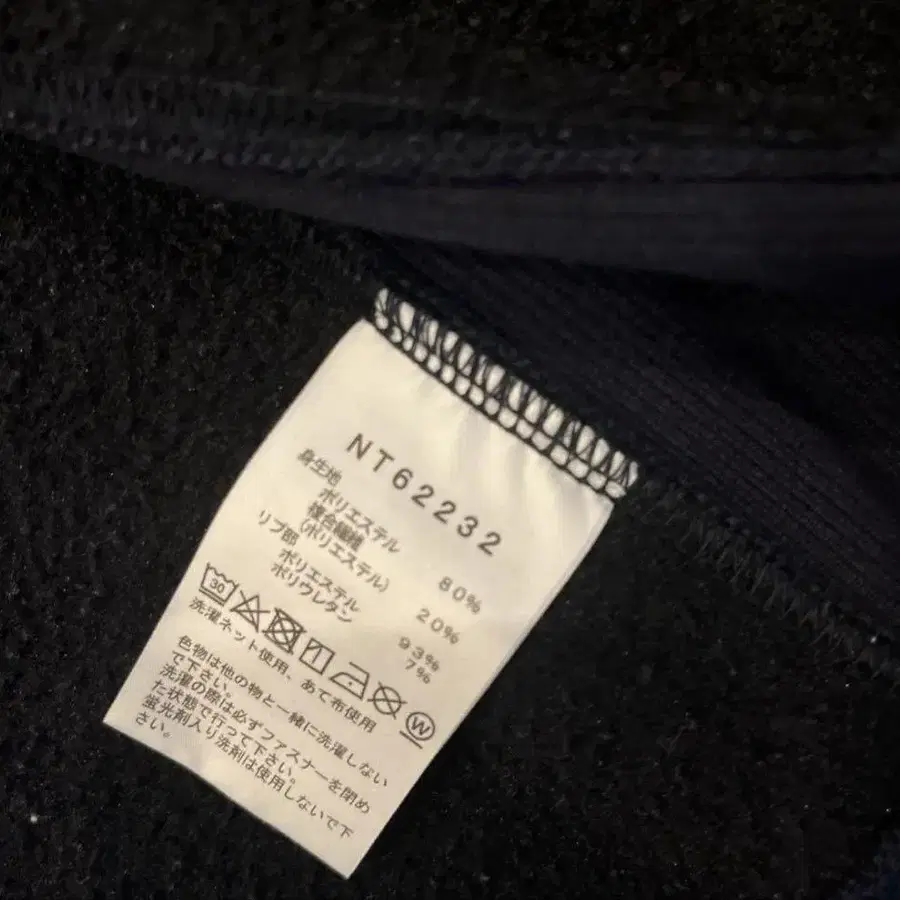 NT62232
身生地
ポリエステル 80%
複合繊維
(ポリエステル) 20%
リブ部
ポリエステル 93%
ポリウレタン 7%
30 W
洗濯ネット使用、あて布使用
色物は他の物と一緒に洗濯しない
で下さい。
洗濯の際は必ずファスナーを閉め
た状態で行って下さい。
蛍光剤入り洗剤は使用しないで下
さい。